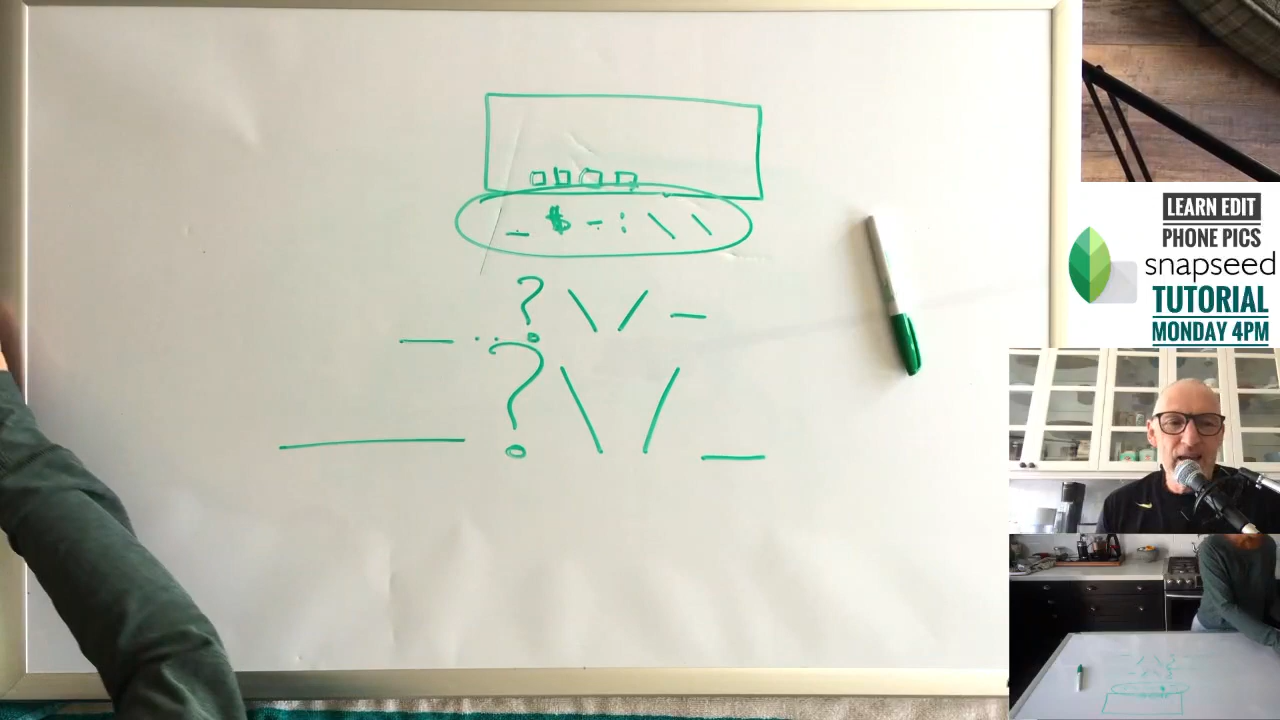 _ $ - : \ \
? \ / -
_ . .
? \ /
_ _
LEARN EDIT
PHONE PICS
snapseed
TUTORIAL
MONDAY 4PM